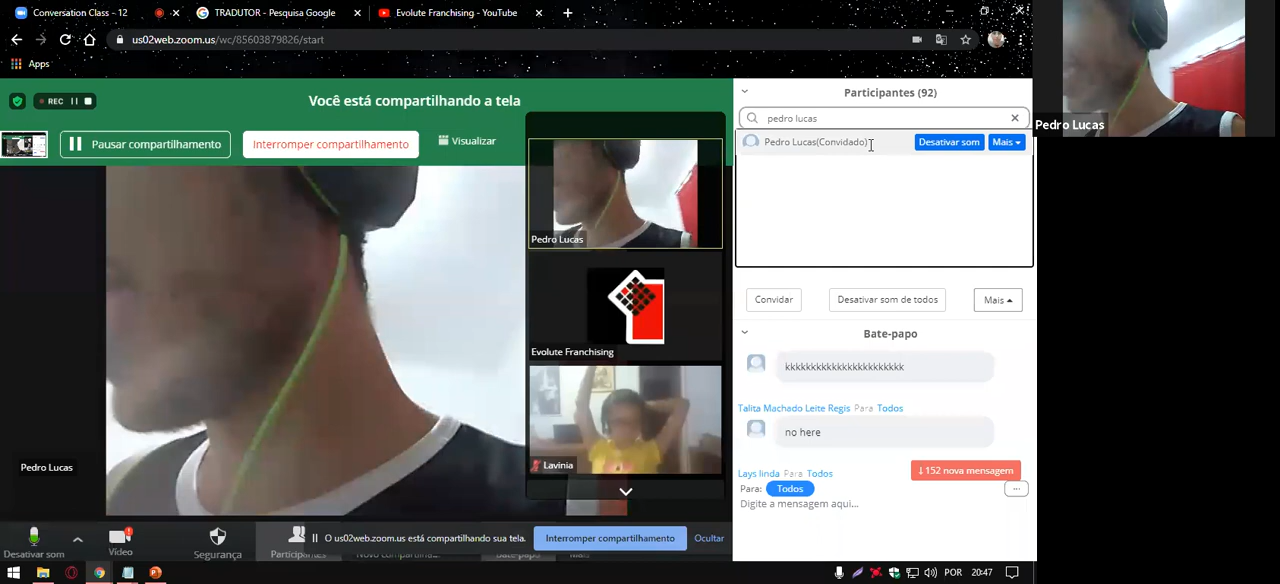 Conversation Class - 12
TRADUTOR - Pesquisa Google
Evolute Franchising - YouTube
us02web.zoom.us/wc/85603879826/start
Apps
REC
Você está compartilhando a tela
Pausar compartilhamento
Interromper compartilhamento
Visualizar
Pedro Lucas
Evolute Franchising
Lavinia
Pedro Lucas
Participantes (92)
pedro lucas
Pedro Lucas(Convidado)
Desativar som
Mais
Convidar
Desativar som de todos
Mais
Bate-papo
kkkkkkkkkkkkkkkkkkkkkkk
Talita Machado Leite Regis Para Todos
no here
Lays linda Para Todos
↓152 nova mensagem
Para: Todos
Digite a mensagem aqui...
Pedro Lucas
Desativar som
Vídeo
Segurança
Participantes
O us02web.zoom.us está compartilhando sua tela.
Interromper compartilhamento
Ocultar
POR
20:47